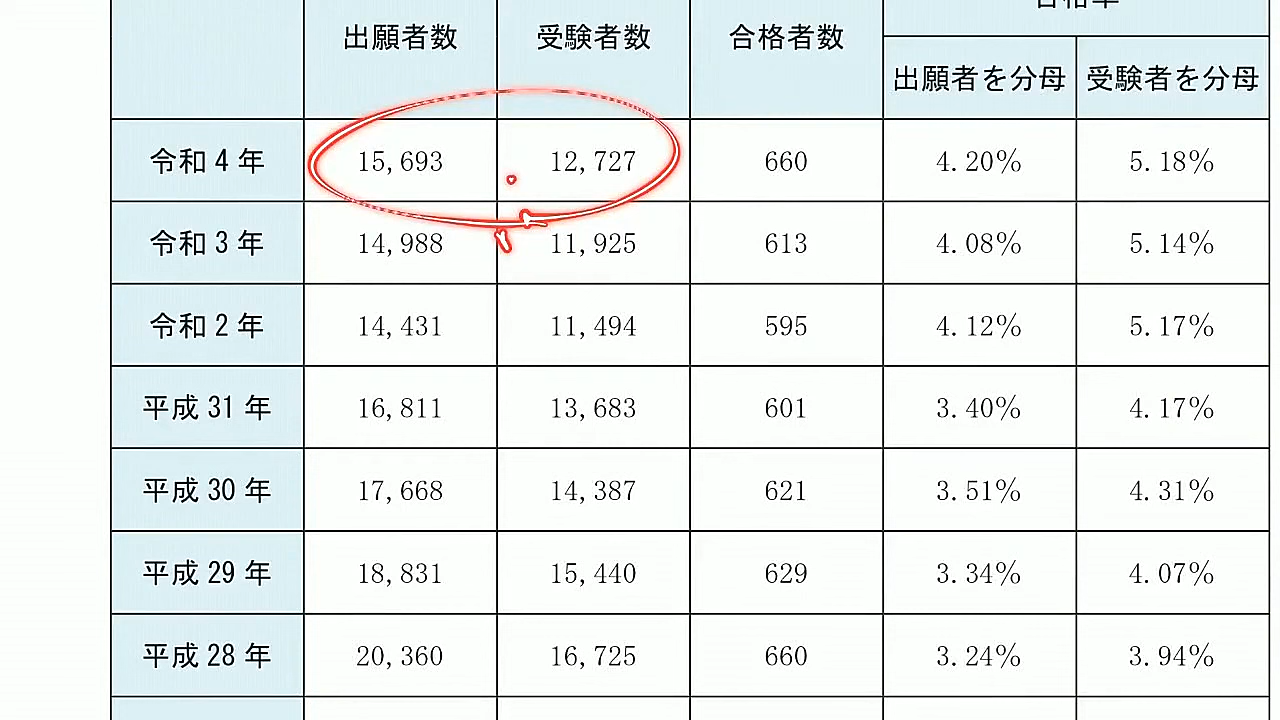 合格率
出願者数 受験者数 合格者数
出願者を分母 受験者を分母
令和4年 15,693 12,727 660 4.20% 5.18%
令和3年 14,988 11,925 613 4.08% 5.14%
令和2年 14,431 11,494 595 4.12% 5.17%
平成31年 16,811 13,683 601 3.40% 4.17%
平成30年 17,668 14,387 621 3.51% 4.31%
平成29年 18,831 15,440 629 3.34% 4.07%
平成28年 20,360 16,725 660 3.24% 3.94%